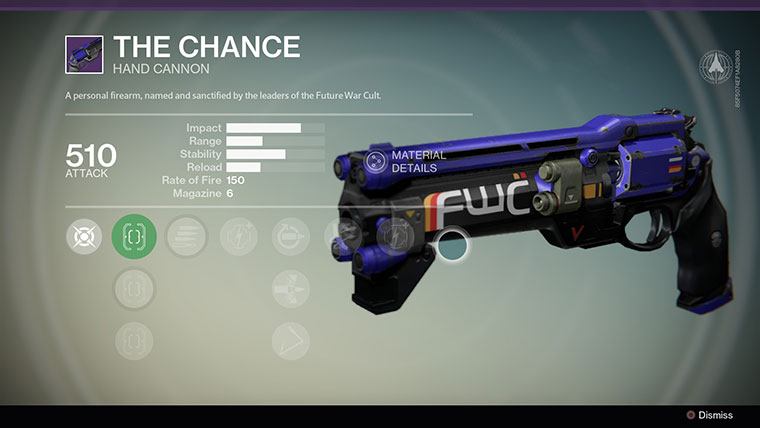 THE CHANCE
HAND CANNON
A personal firearm, named and sanctified by the leaders of the Future War Cult.
510
ATTACK
Impact
Range
Stability
Reload
Rate of Fire 150
Magazine 6
MATERIAL
DETAILS
FWC
V
Dismiss